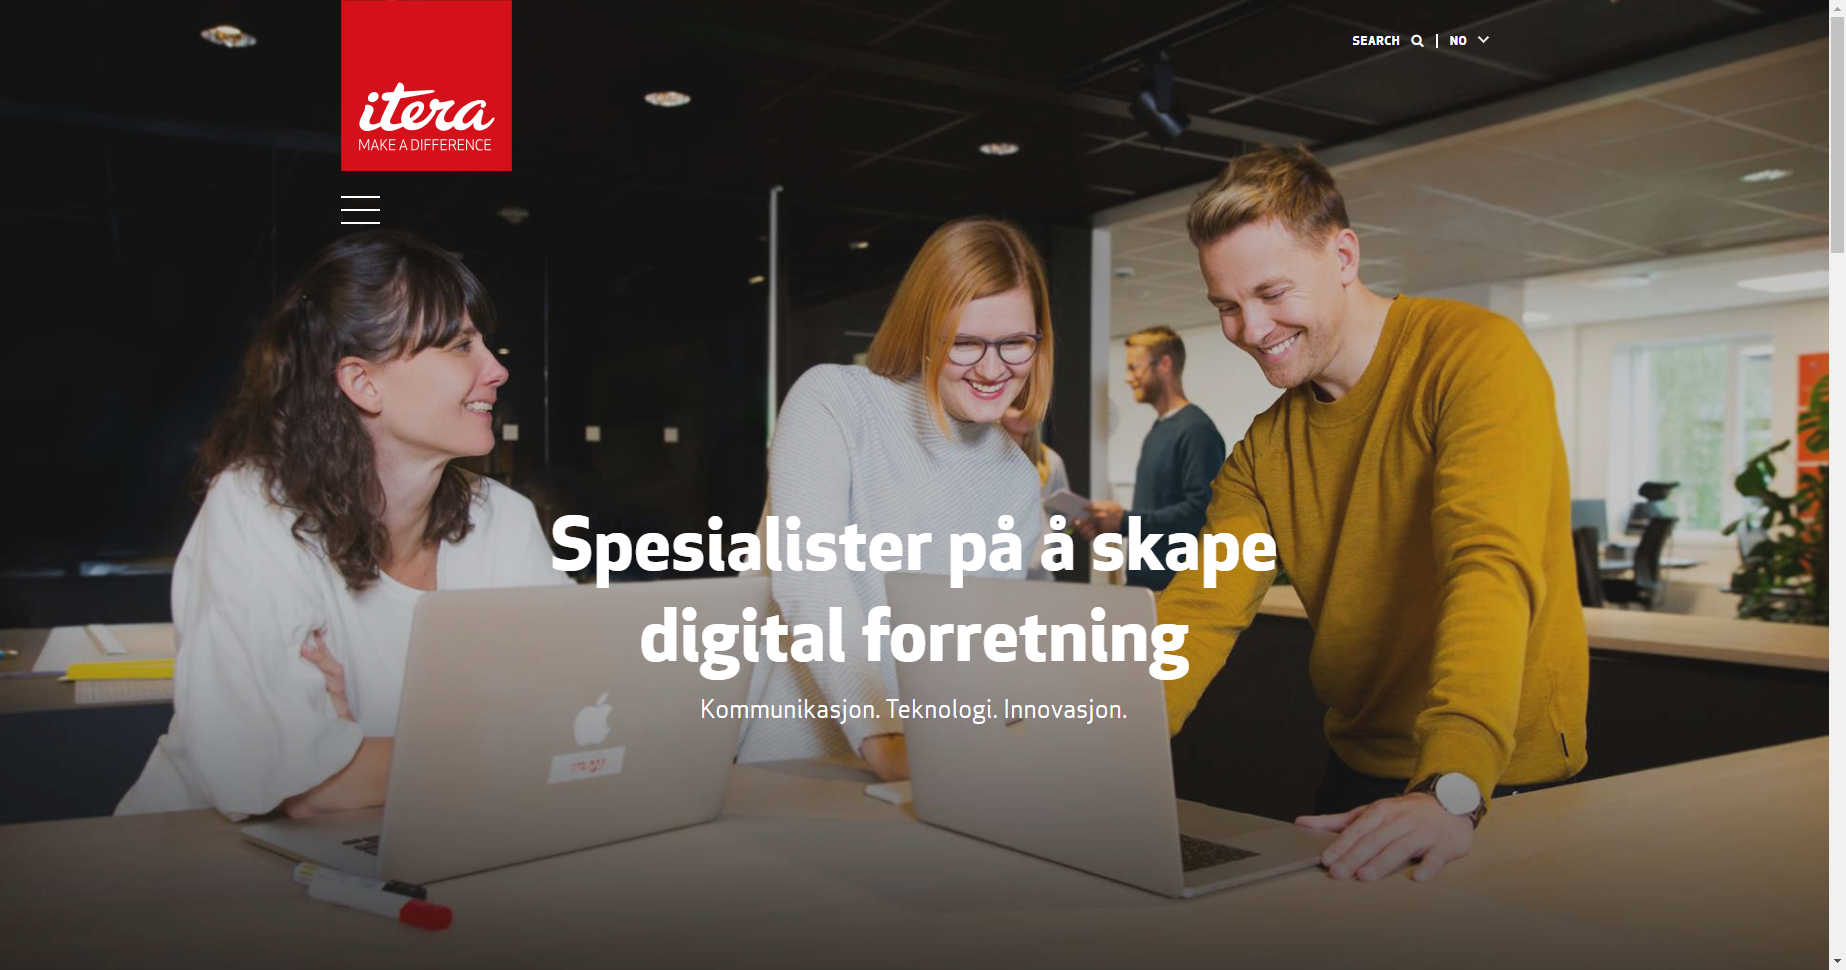 SEARCH | NO
itera
MAKE A DIFFERENCE
Spesialister på å skape
digital forretning
Kommunikasjon. Teknologi. Innovasjon.